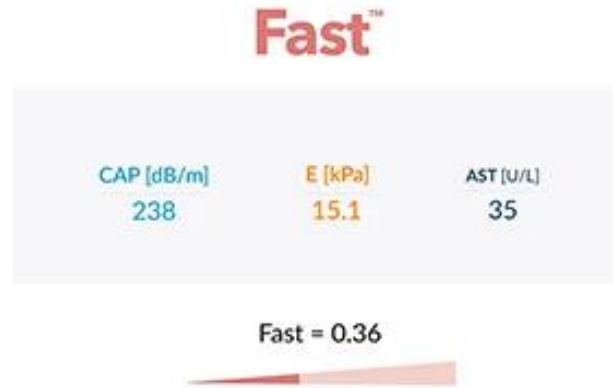 Fast™
CAP [dB/m] E [kPa] AST [U/L]
238 15.1 35
Fast = 0.36